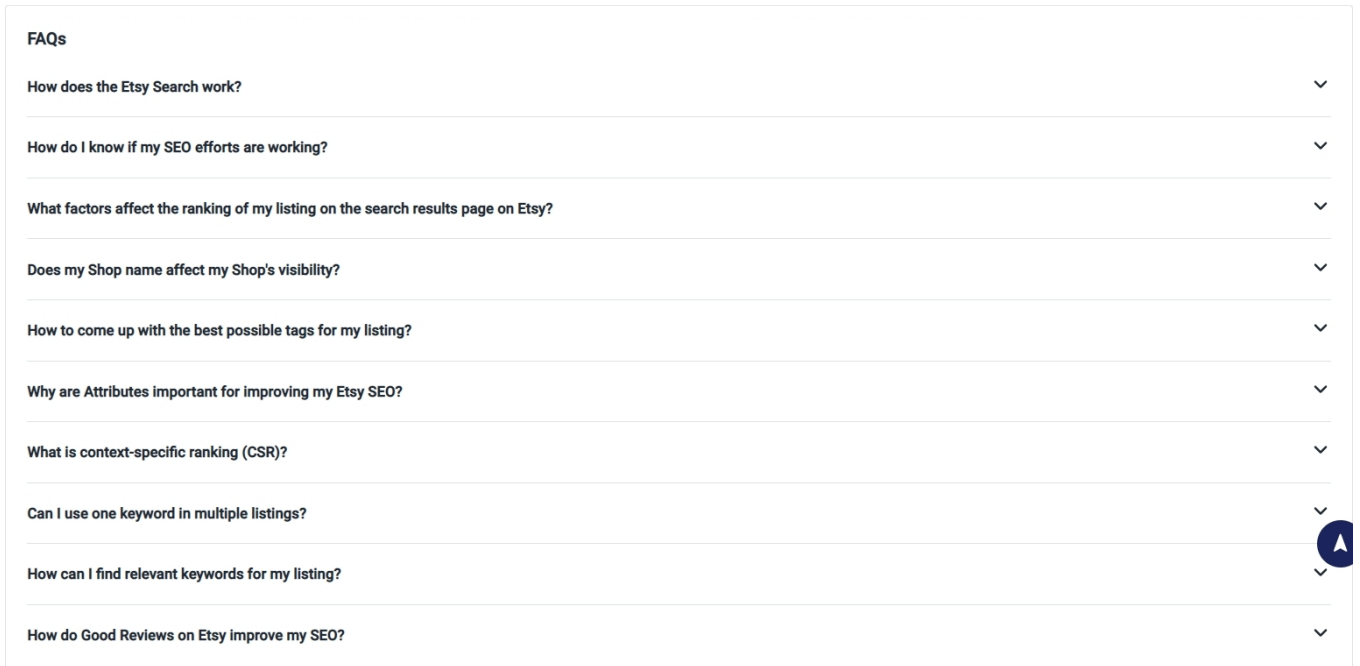 FAQs
How does the Etsy Search work?
How do I know if my SEO efforts are working?
What factors affect the ranking of my listing on the search results page on Etsy?
Does my Shop name affect my Shop's visibility?
How to come up with the best possible tags for my listing?
Why are Attributes important for improving my Etsy SEO?
What is context-specific ranking (CSR)?
Can I use one keyword in multiple listings?
How can I find relevant keywords for my listing?
How do Good Reviews on Etsy improve my SEO?